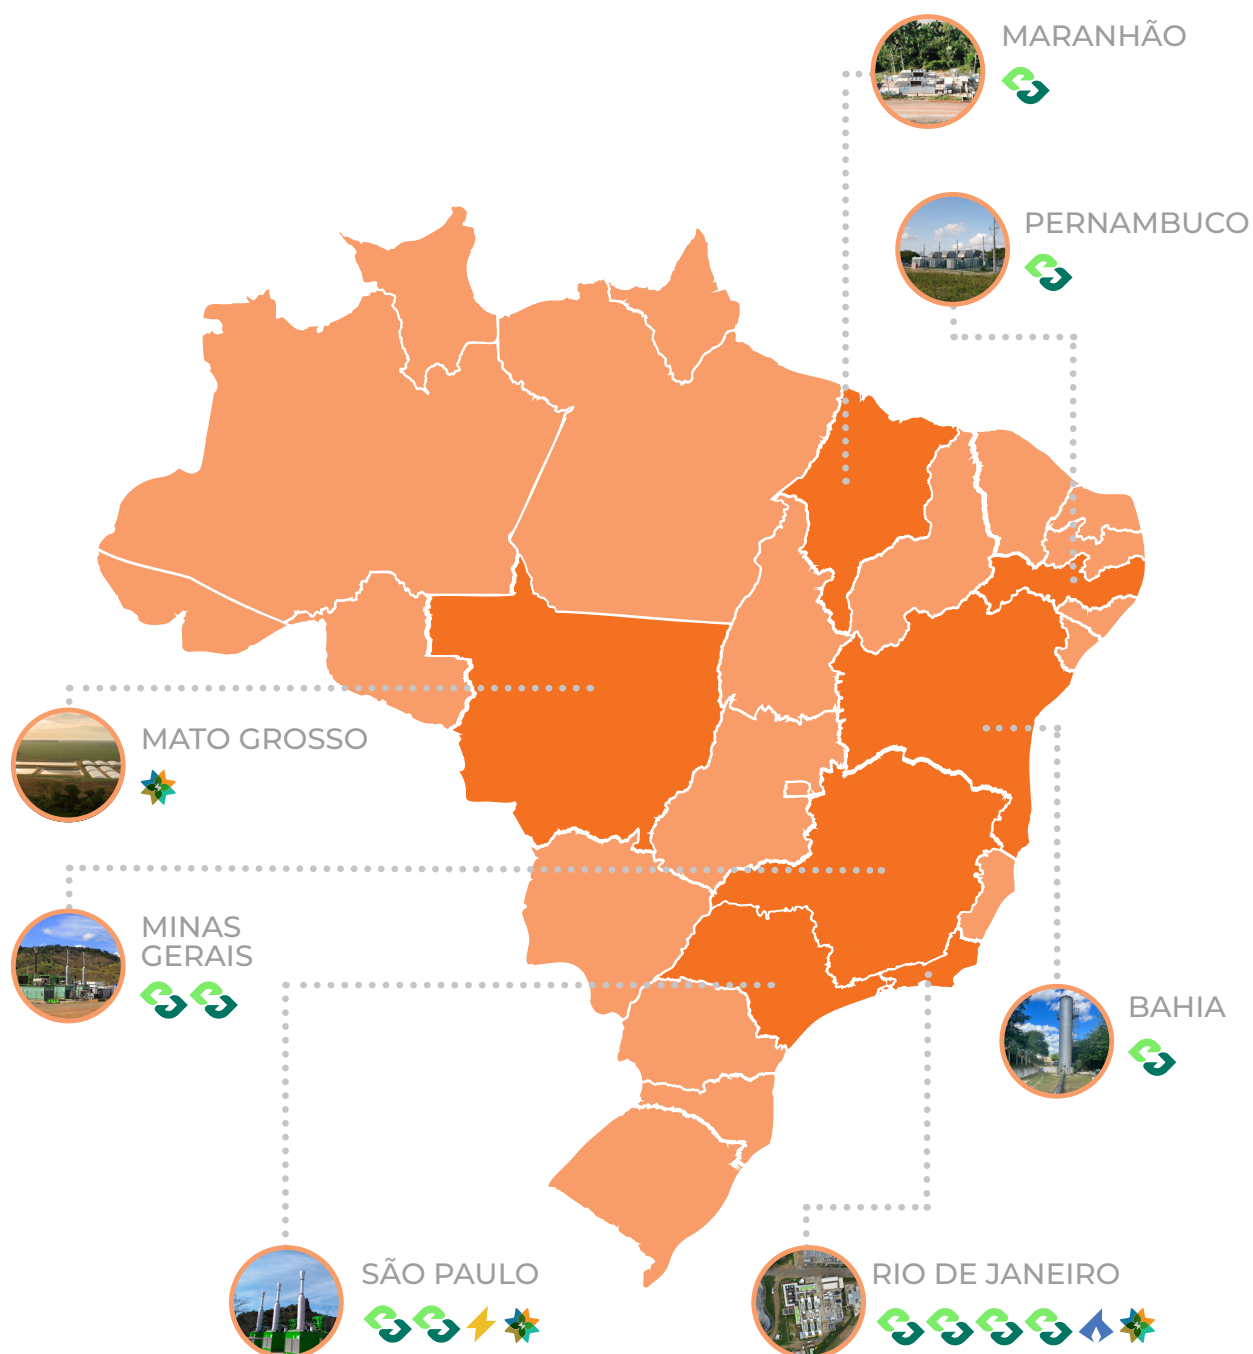 MARANHÃO
PERNAMBUCO
MATO GROSSO
MINAS
GERAIS
BAHIA
SÃO PAULO
RIO DE JANEIRO